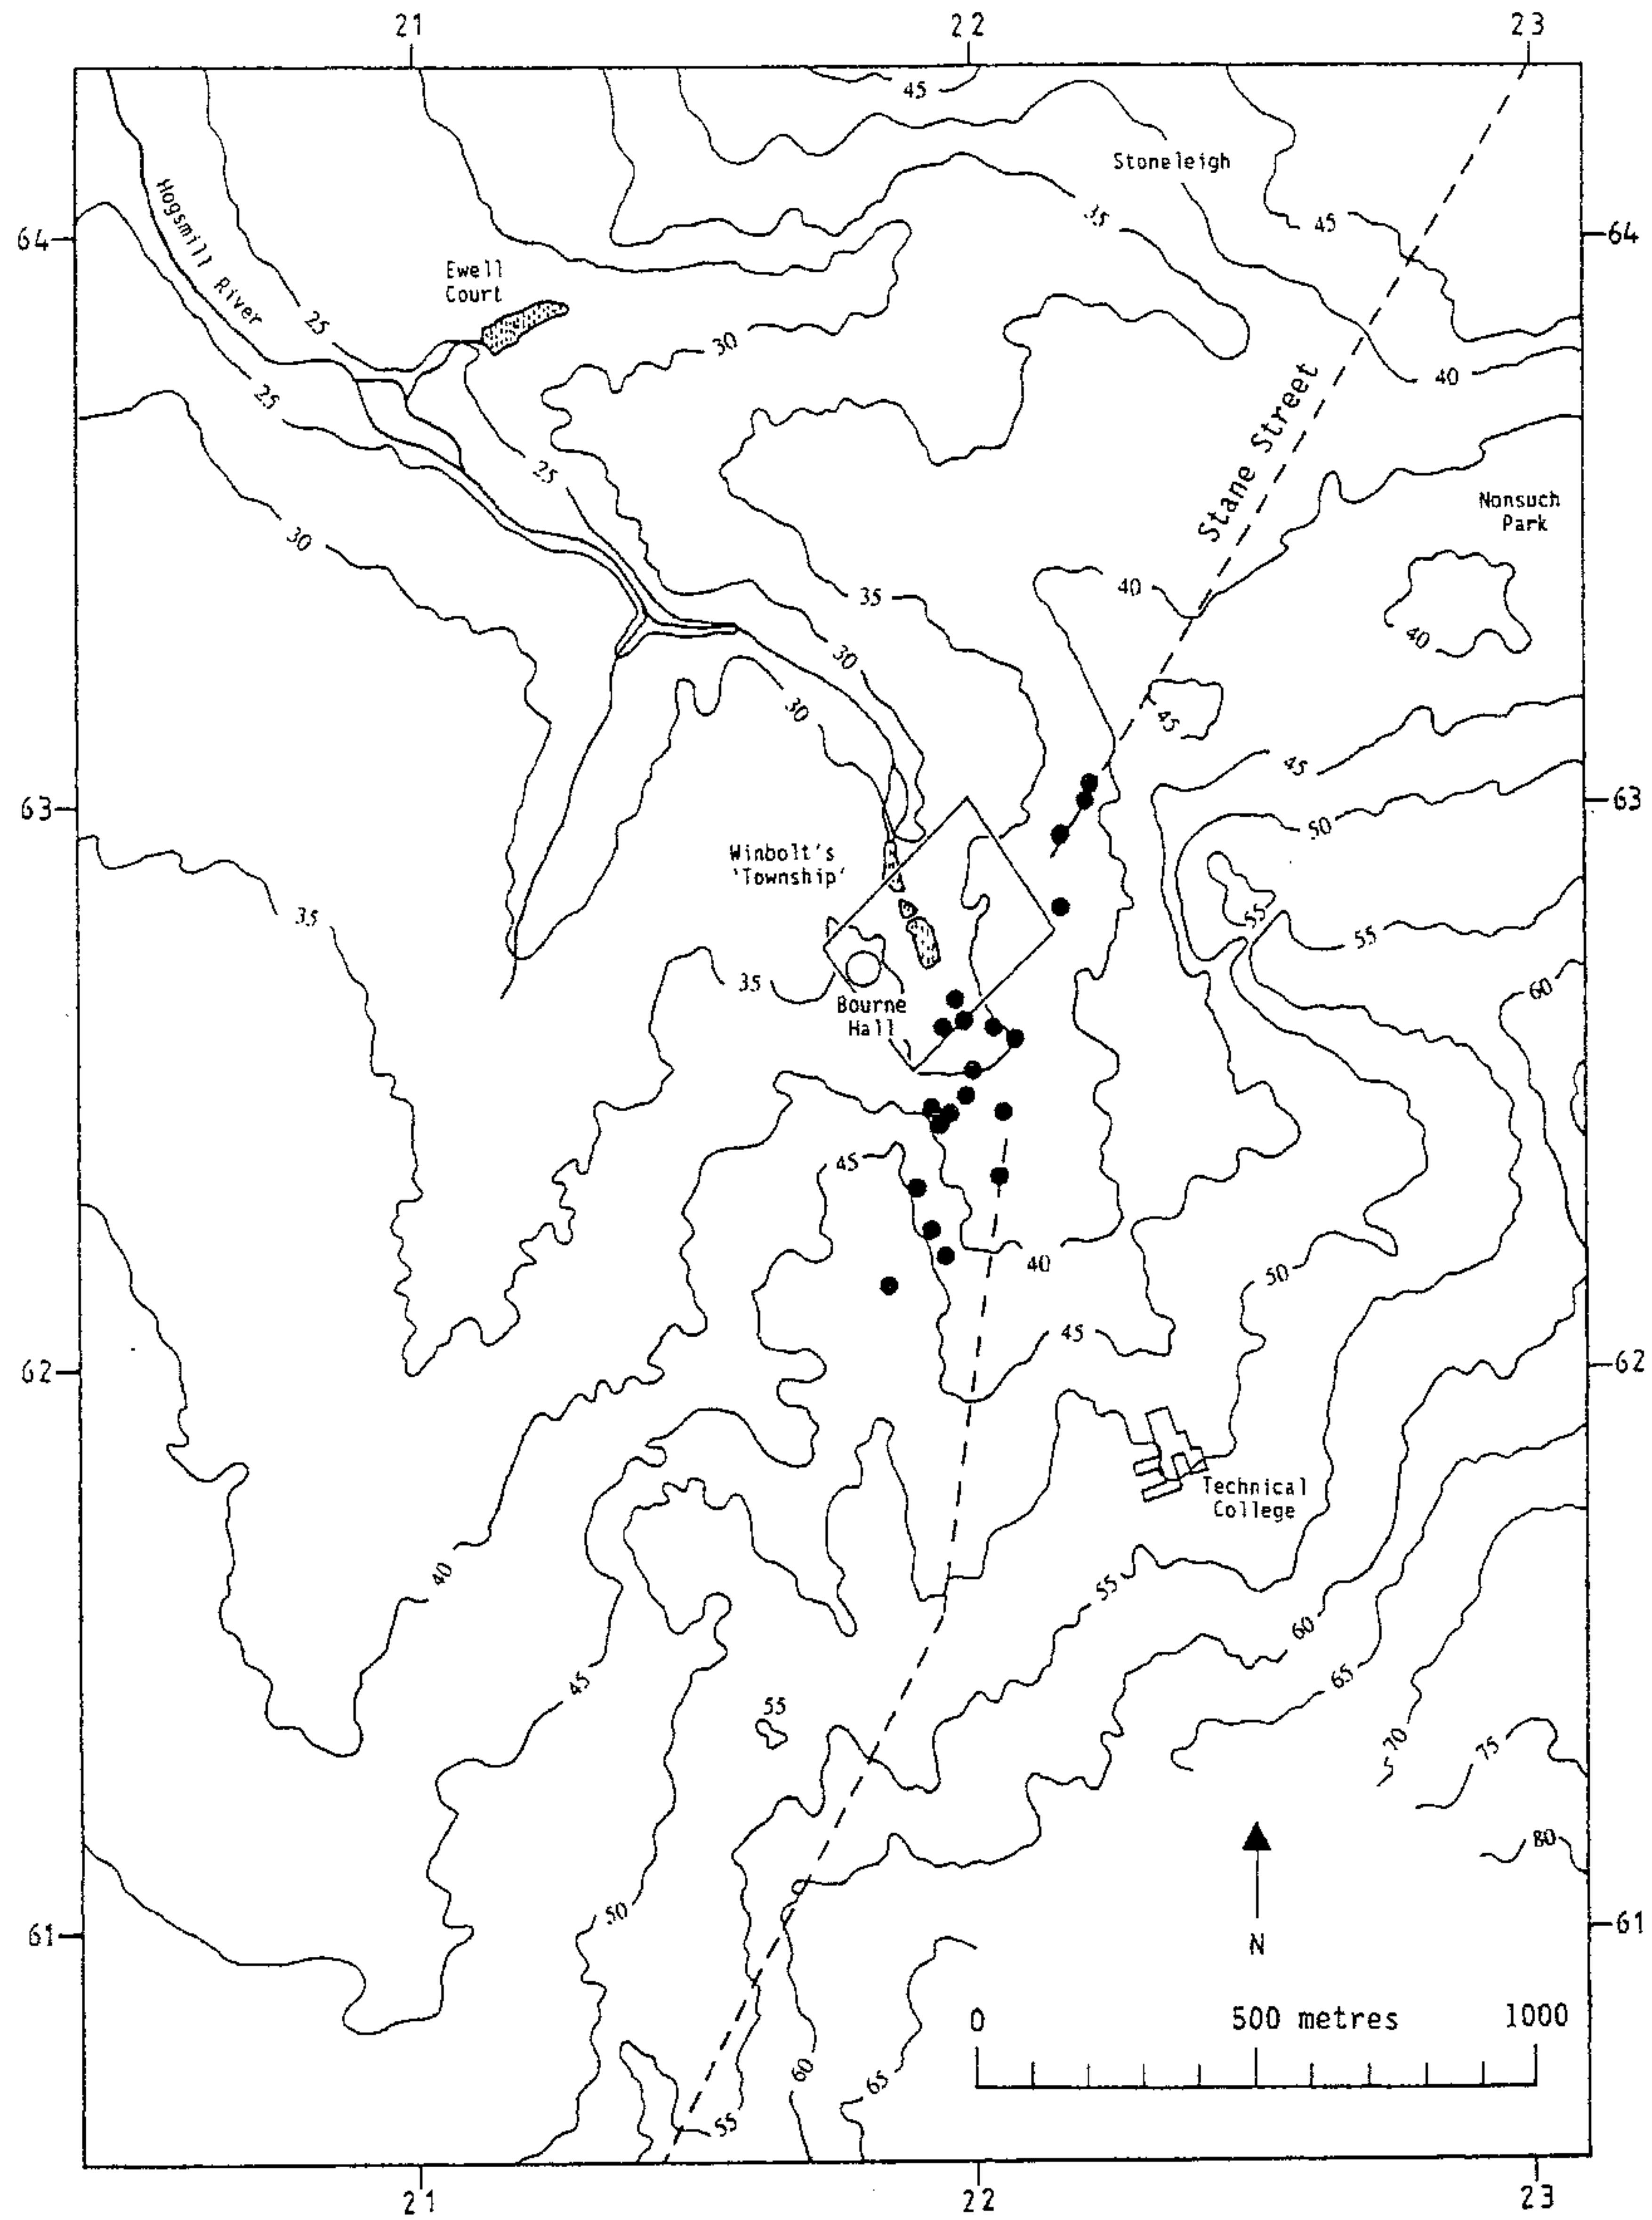 21 22 23
45
Stoneleigh
35
45
64 64
Hogsmill River
Ewell
Court
25
30
25
40
Stane Street
25
Nonsuch
Park
30
35
40
40
30
30
45
45
63 63
50
Winbolt's
'Township'
35
55
55
35
60
Bourne
Hall
45
40
50
45
62 62
Technical
College
40
55
60
45
65
55
70
75
80
50
61 61
N
0 500 metres 1000
60
65
55
21 22 23